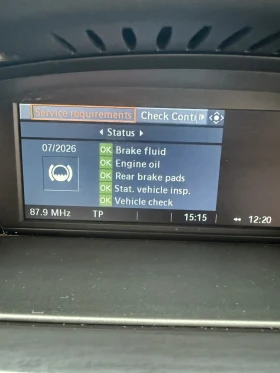 Service requirements Check Contr
Status
07/2026
OK Brake fluid
OK Engine oil
OK Rear brake pads
OK Stat. vehicle insp.
OK Vehicle check
87.9 MHz TP 15:15 12:20